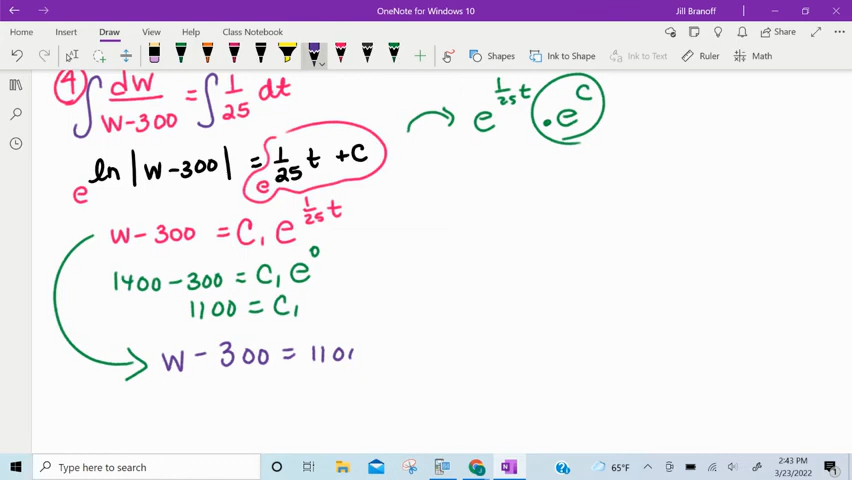 OneNote for Windows 10
Jill Branoff
Home Insert Draw View Help Class Notebook Share
Shapes Ink to Shape Ink to Text Ruler Math
④ ∫ dW/(W-300) = ∫ 1/25 dt
e^(1/25 t) · e^C
e^(ln |W-300|) = e^(1/25 t + C)
W-300 = C₁ e^(1/25 t)
1400-300 = C₁ e^0
1100 = C₁
W - 300 = 110
Type here to search
65°F
2:43 PM
3/23/2022